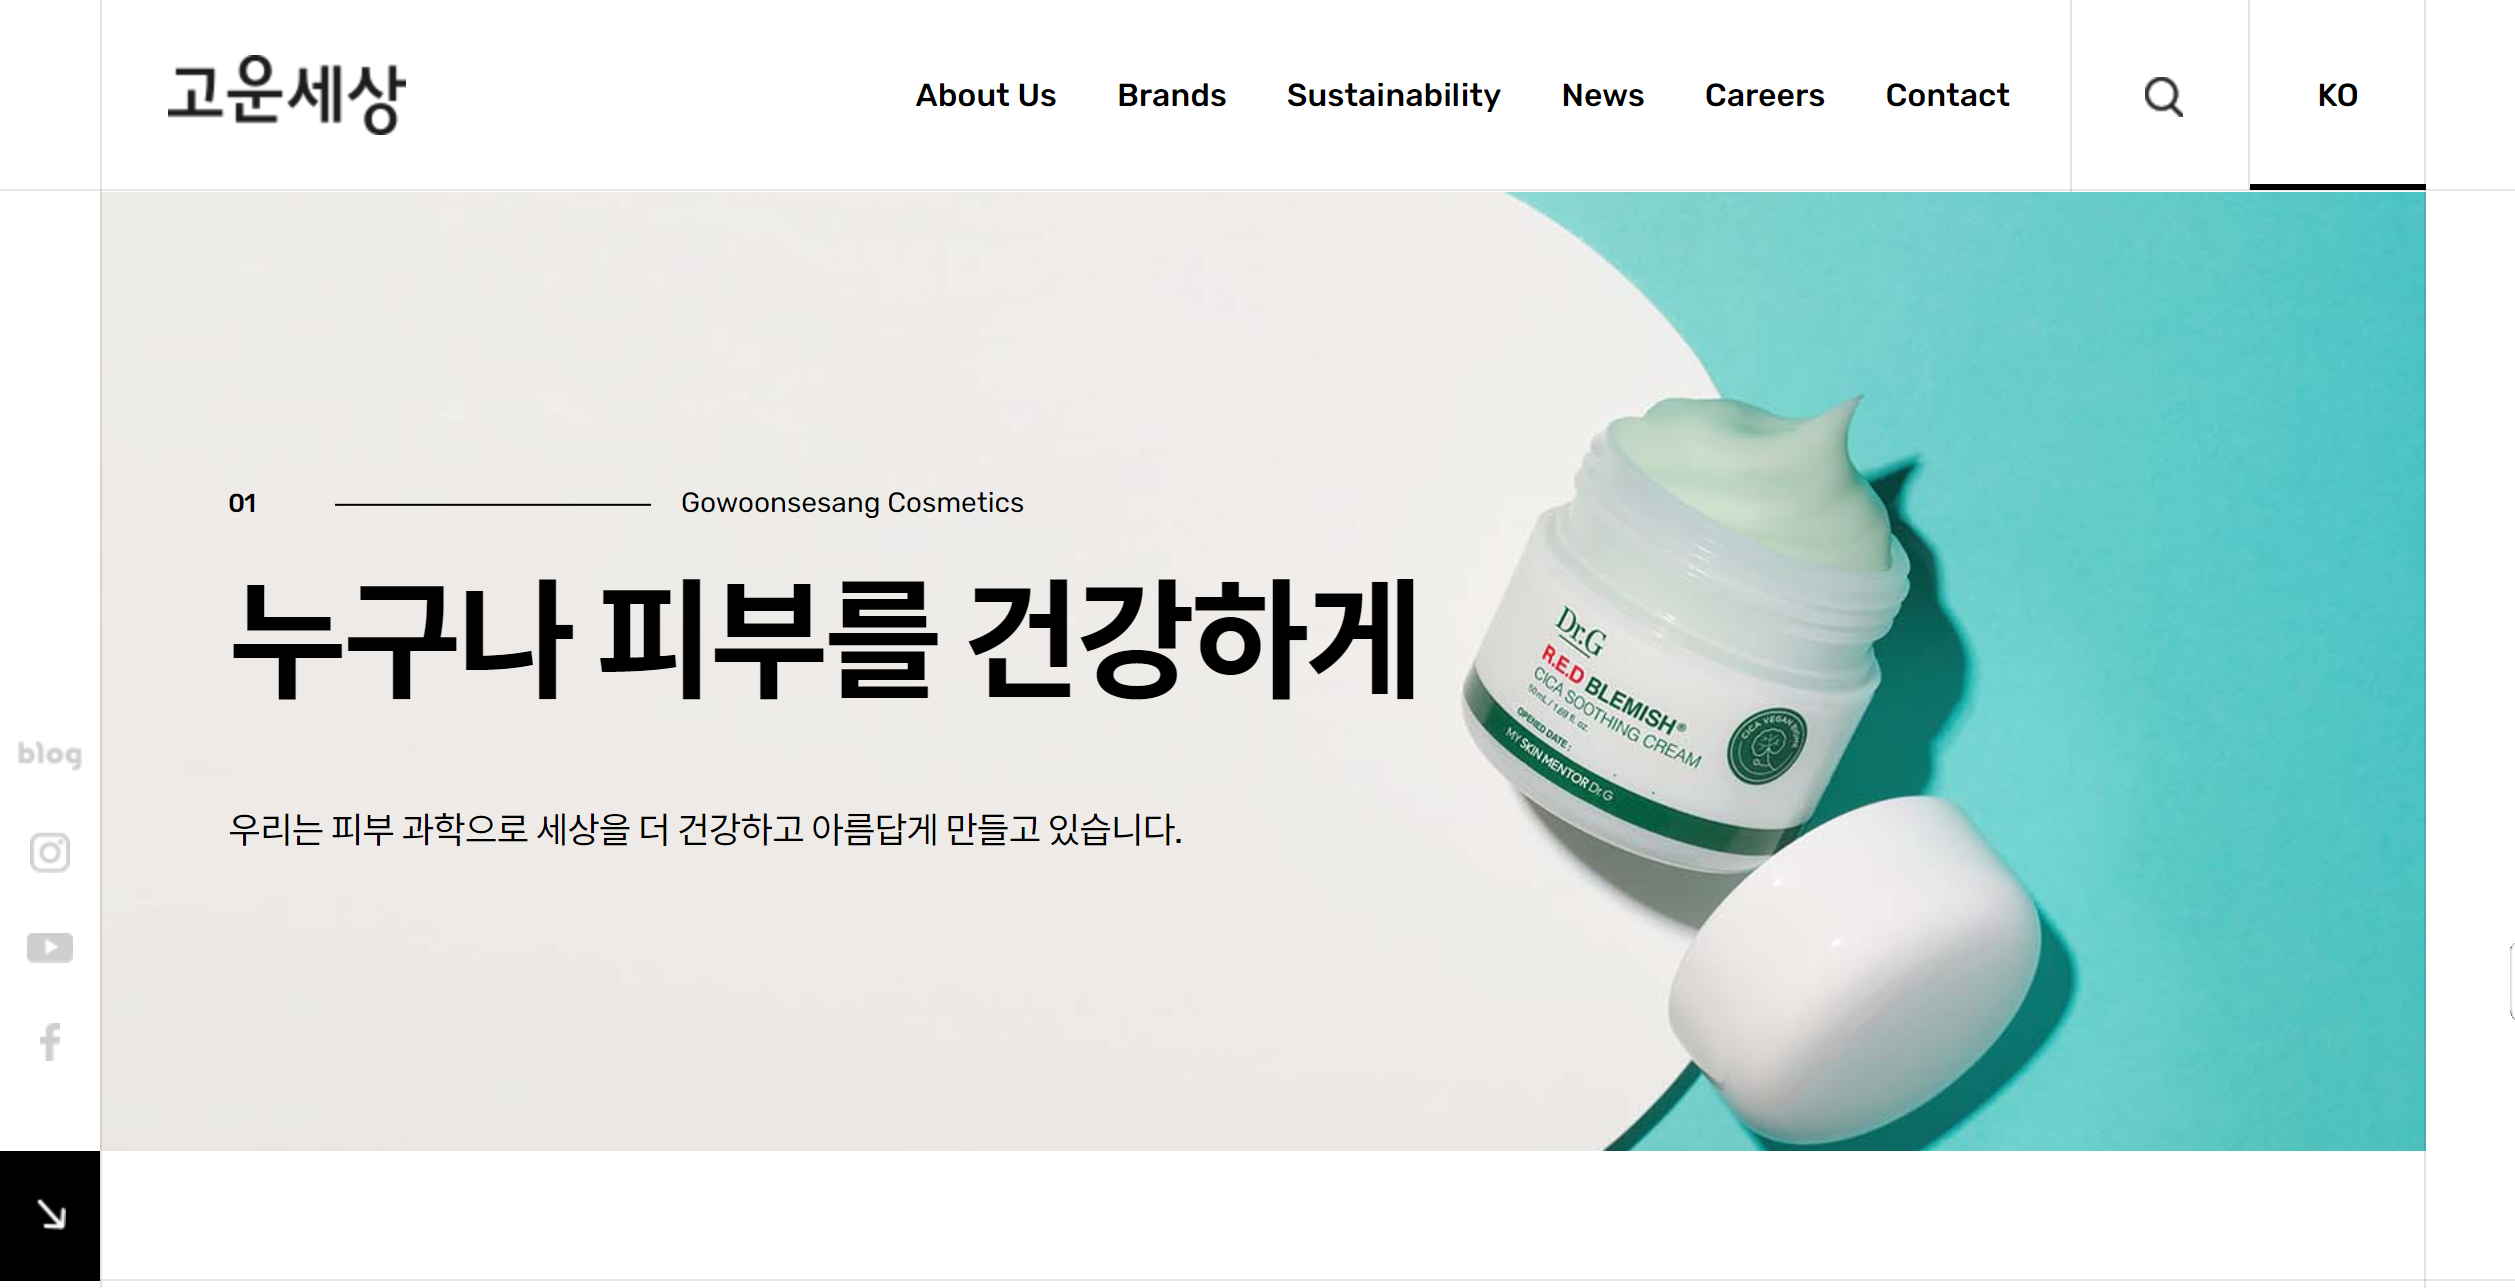 고운세상
About Us Brands Sustainability News Careers Contact KO
01 Gowoonsesang Cosmetics
누구나 피부를 건강하게
우리는 피부 과학으로 세상을 더 건강하고 아름답게 만들고 있습니다.
blog
Dr.G
R.E.D BLEMISH®
CICA SOOTHING CREAM
50 mL / 1.69 fl. oz.
OPENED DATE :
MY SKIN MENTOR Dr.G
CICA VEGAN